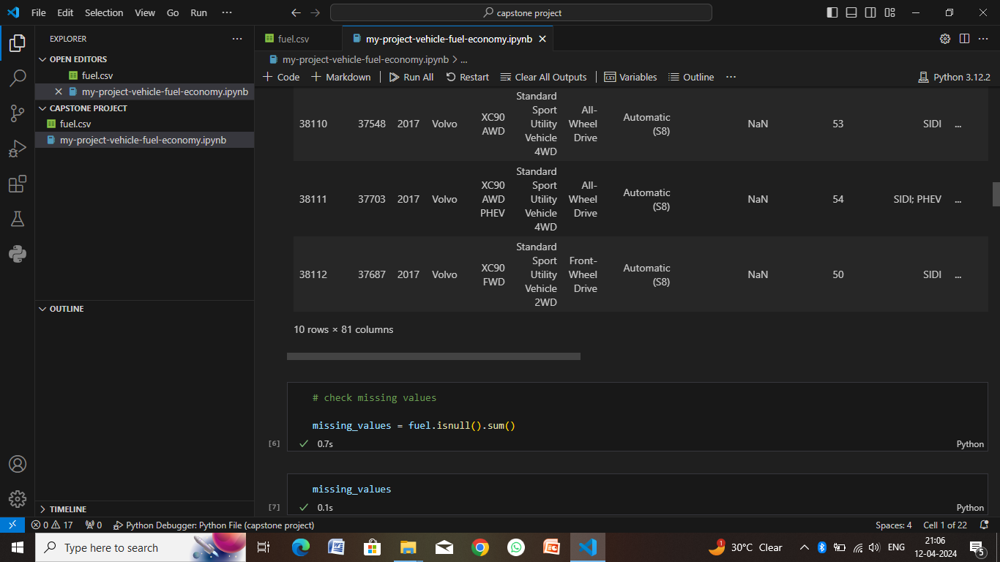 File Edit Selection View Go Run ...
capstone project
EXPLORER ...
OPEN EDITORS
fuel.csv
my-project-vehicle-fuel-economy.ipynb
CAPSTONE PROJECT
fuel.csv
my-project-vehicle-fuel-economy.ipynb
OUTLINE
TIMELINE
fuel.csv
my-project-vehicle-fuel-economy.ipynb
my-project-vehicle-fuel-economy.ipynb > ...
+ Code + Markdown | Run All Restart Clear All Outputs | Variables Outline ... Python 3.12.2
38110 37548 2017 Volvo XC90 AWD Standard Sport Utility Vehicle 4WD All-Wheel Drive Automatic (S8) NaN 53 SIDI ...
38111 37703 2017 Volvo XC90 AWD PHEV Standard Sport Utility Vehicle 4WD All-Wheel Drive Automatic (S8) NaN 54 SIDI; PHEV ...
38112 37687 2017 Volvo XC90 FWD Standard Sport Utility Vehicle 2WD Front-Wheel Drive Automatic (S8) NaN 50 SIDI ...
10 rows × 81 columns
# check missing values
missing_values = fuel.isnull().sum()
[6] 0.7s Python
missing_values
[7] 0.1s Python
0 17 0 Python Debugger: Python File (capstone project) Spaces: 4 Cell 1 of 22
Type here to search
1 30°C Clear ENG 21:06
12-04-2024 5